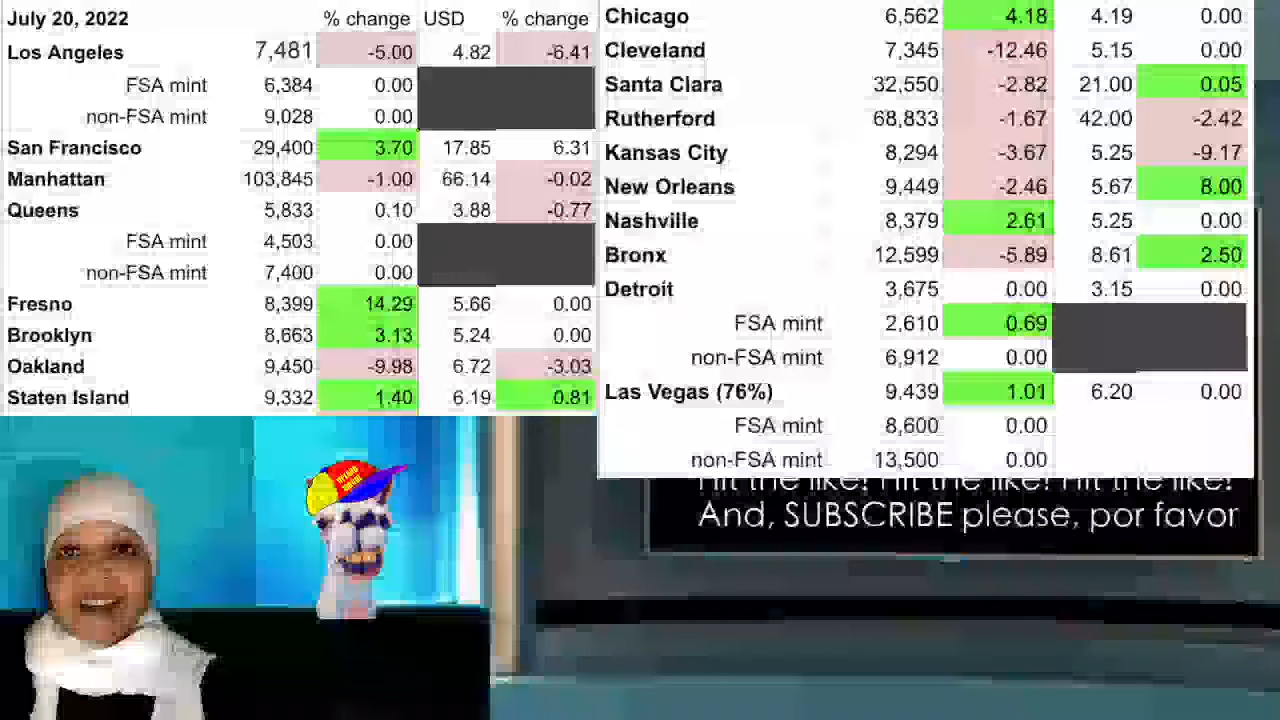 July 20, 2022 % change USD % change
Los Angeles 7,481 -5.00 4.82 -6.41
FSA mint 6,384 0.00
non-FSA mint 9,028 0.00
San Francisco 29,400 3.70 17.85 6.31
Manhattan 103,845 -1.00 66.14 -0.02
Queens 5,833 0.10 3.88 -0.77
FSA mint 4,503 0.00
non-FSA mint 7,400 0.00
Fresno 8,399 14.29 5.66 0.00
Brooklyn 8,663 3.13 5.24 0.00
Oakland 9,450 -9.98 6.72 -3.03
Staten Island 9,332 1.40 6.19 0.81
Chicago 6,562 4.18 4.19 0.00
Cleveland 7,345 -12.46 5.15 0.00
Santa Clara 32,550 -2.82 21.00 0.05
Rutherford 68,833 -1.67 42.00 -2.42
Kansas City 8,294 -3.67 5.25 -9.17
New Orleans 9,449 -2.46 5.67 8.00
Nashville 8,379 2.61 5.25 0.00
Bronx 12,599 -5.89 8.61 2.50
Detroit 3,675 0.00 3.15 0.00
FSA mint 2,610 0.69
non-FSA mint 6,912 0.00
Las Vegas (76%) 9,439 1.01 6.20 0.00
FSA mint 8,600 0.00
non-FSA mint 13,500 0.00
Hit the like! Hit the like! Hit the like!
And, SUBSCRIBE please, por favor